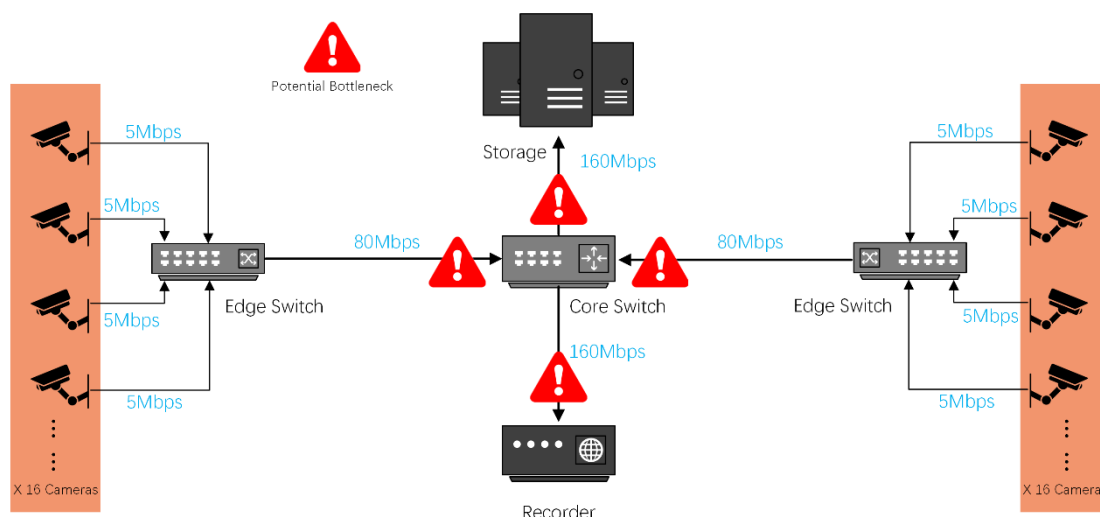 Potential Bottleneck
Storage
160Mbps
5Mbps
5Mbps
5Mbps
5Mbps
X 16 Cameras
Edge Switch
80Mbps
Core Switch
80Mbps
Edge Switch
5Mbps
5Mbps
5Mbps
5Mbps
X 16 Camera
160Mbps
Recorder